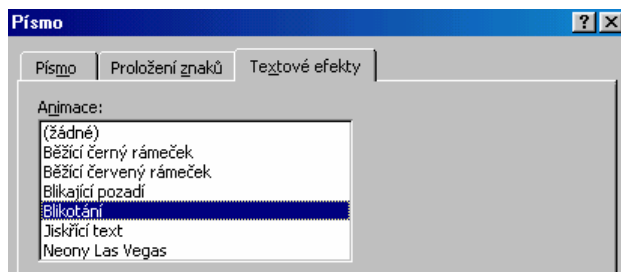 Písmo
Písmo Proložení znaků Textové efekty
Animace:
(žádné)
Běžící černý rámeček
Běžící červený rámeček
Blikající pozadí
Blikotání
Jiskřící text
Neony Las Vegas